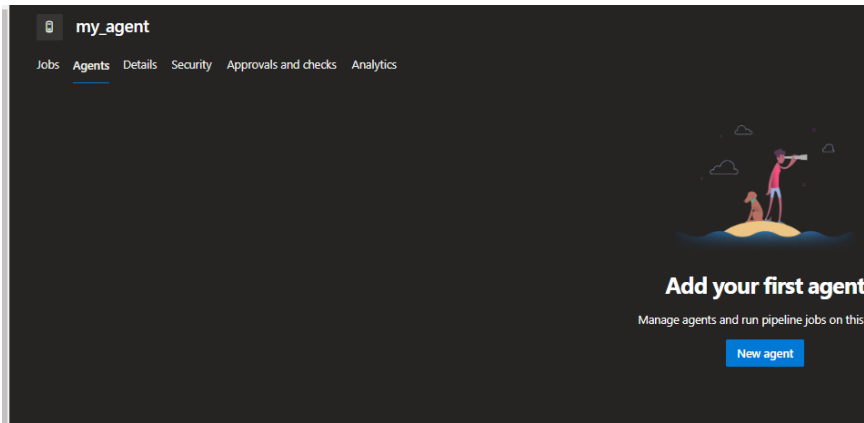 my_agent
Jobs Agents Details Security Approvals and checks Analytics
Add your first agent
Manage agents and run pipeline jobs on this
New agent